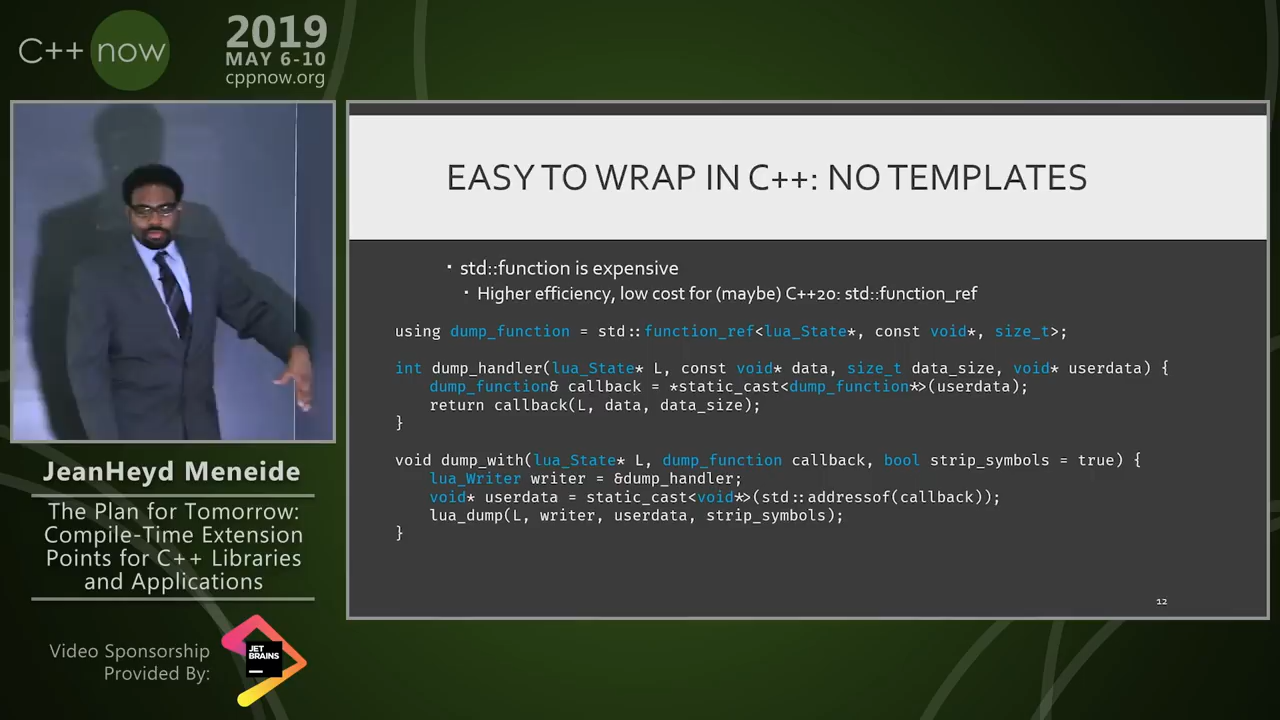 C++ now
2019
MAY 6-10
cppnow.org
EASY TO WRAP IN C++: NO TEMPLATES
▪ std::function is expensive
▪ Higher efficiency, low cost for (maybe) C++20: std::function_ref
using dump_function = std::function_ref<lua_State*, const void*, size_t>;
int dump_handler(lua_State* L, const void* data, size_t data_size, void* userdata) {
dump_function& callback = *static_cast<dump_function*>(userdata);
return callback(L, data, data_size);
}
void dump_with(lua_State* L, dump_function callback, bool strip_symbols = true) {
lua_Writer writer = &dump_handler;
void* userdata = static_cast<void*>(std::addressof(callback));
lua_dump(L, writer, userdata, strip_symbols);
}
12
JeanHeyd Meneide
The Plan for Tomorrow:
Compile-Time Extension
Points for C++ Libraries
and Applications
Video Sponsorship
Provided By:
JET
BRAINS